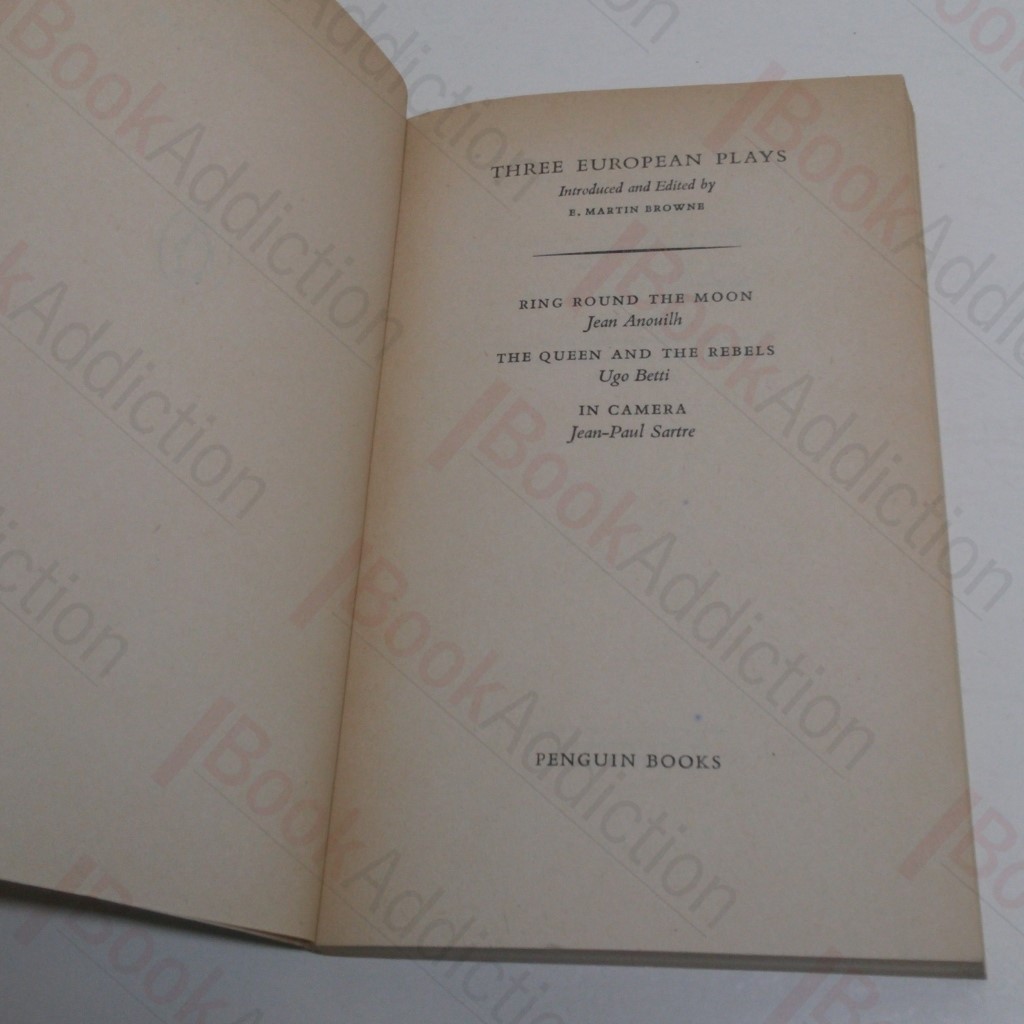 THREE EUROPEAN PLAYS
Introduced and Edited by
E. MARTIN BROWNE
RING ROUND THE MOON
Jean Anouilh
THE QUEEN AND THE REBELS
Ugo Betti
IN CAMERA
Jean-Paul Sartre
PENGUIN BOOKS
BookAddiction